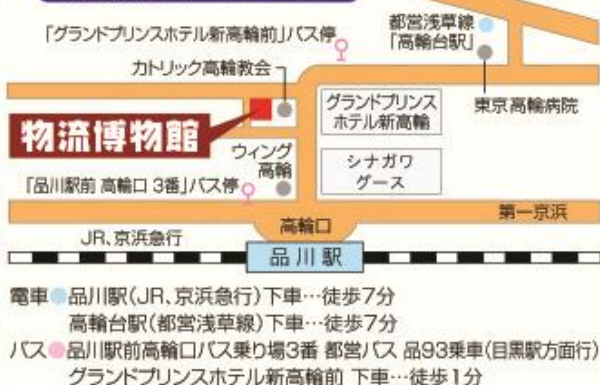 「グランドプリンスホテル新高輪前」バス停
都営浅草線
「高輪台駅」
カトリック高輪教会
グランドプリンス
ホテル新高輪
東京高輪病院
物流博物館
ウィング
高輪
シナガワ
グース
「品川駅前 高輪口 3番」バス停
第一京浜
高輪口
JR、京浜急行
品川駅
電車●品川駅(JR、京浜急行)下車…徒歩7分
高輪台駅(都営浅草線)下車…徒歩7分
バス●品川駅前高輪口バス乗り場3番 都営バス 品93乗車(目黒駅方面行)
グランドプリンスホテル新高輪前 下車…徒歩1分